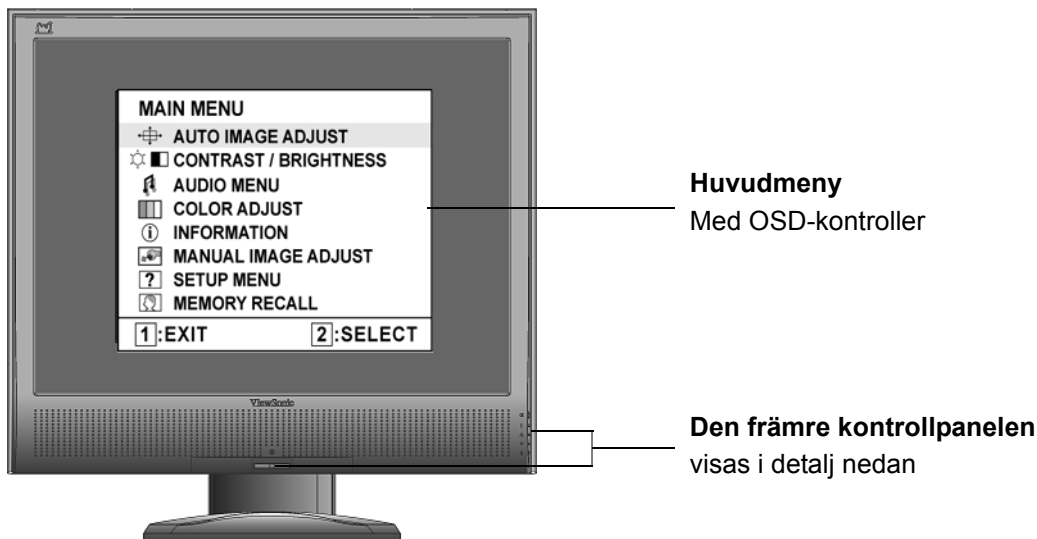 MAIN MENU
AUTO IMAGE ADJUST
CONTRAST / BRIGHTNESS
AUDIO MENU
COLOR ADJUST
INFORMATION
MANUAL IMAGE ADJUST
? SETUP MENU
MEMORY RECALL
1:EXIT 2:SELECT
Huvudmeny
Med OSD-kontroller
ViewSonic
Den främre kontrollpanelen
visas i detalj nedan